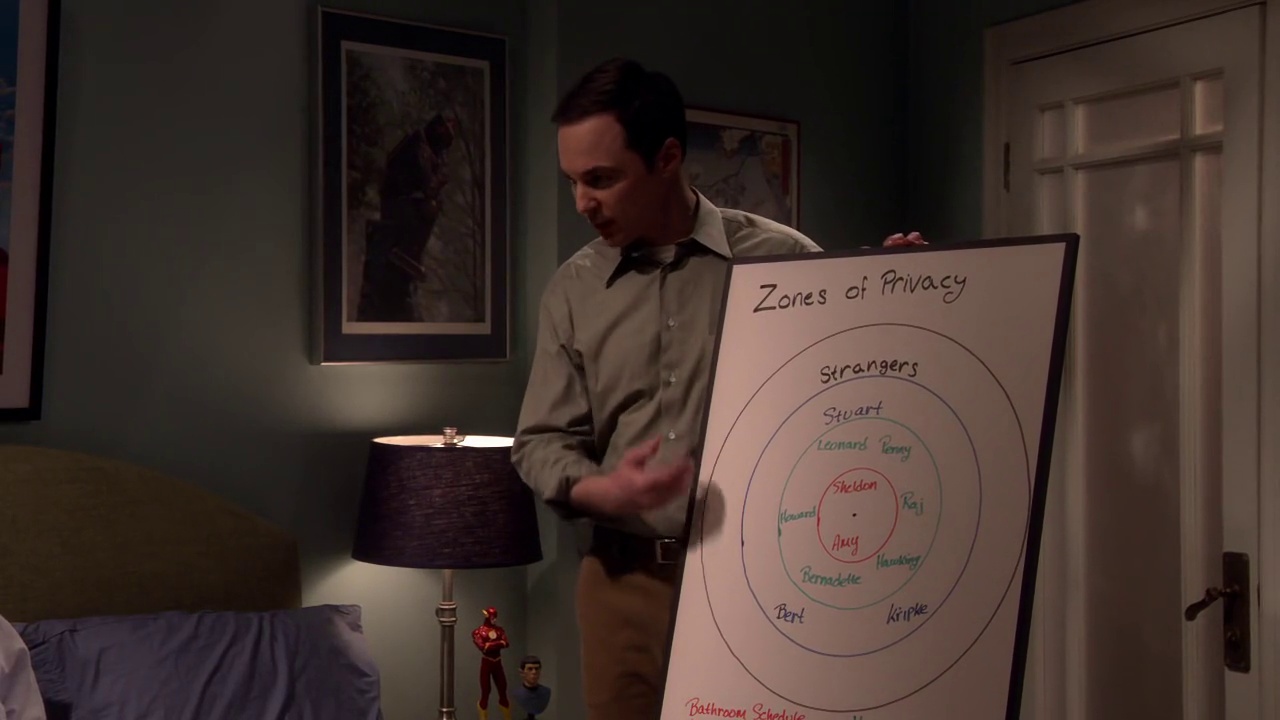 Zones of Privacy
Strangers
Stuart
Leonard Penny
Sheldon
Howard Raj
Amy
Hawking
Bernadette
Bert Kripke
Bathroom Schedule